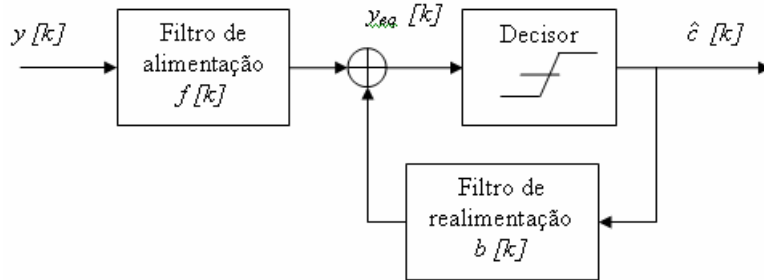 y [k]
Filtro de
alimentação
f [k]
y_eq [k]
Decisor
ĉ [k]
Filtro de
realimentação
b [k]